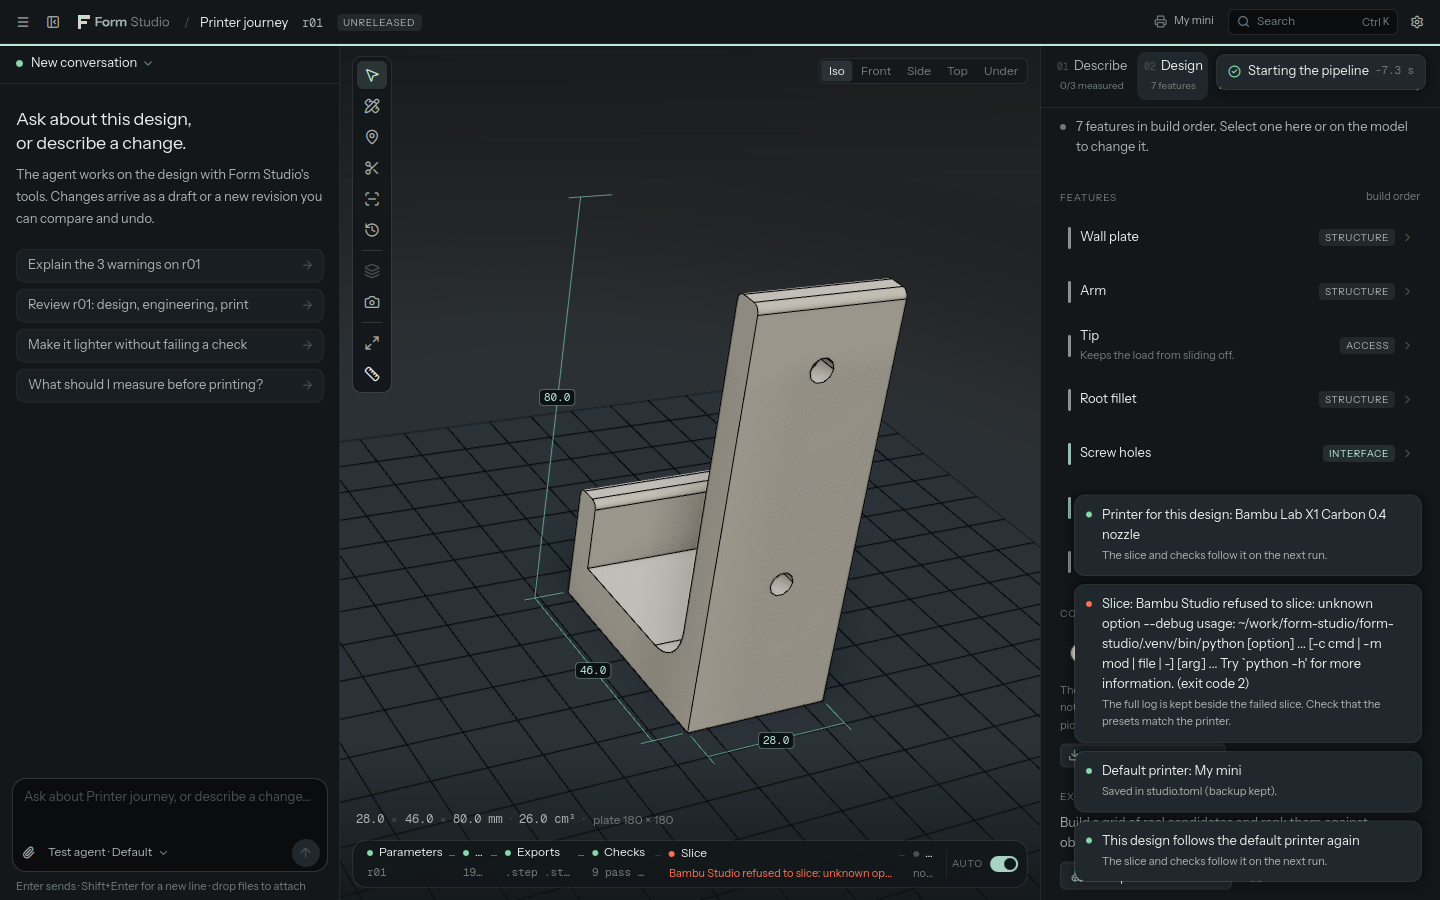 Form Studio / Printer journey r01 UNRELEASED
My mini
Search Ctrl K
New conversation
Ask about this design,
or describe a change.
The agent works on the design with Form Studio's
tools. Changes arrive as a draft or a new revision you
can compare and undo.
Explain the 3 warnings on r01
Review r01: design, engineering, print
Make it lighter without failing a check
What should I measure before printing?
Ask about Printer journey, or describe a change...
Test agent · Default
Enter sends · Shift+Enter for a new line · drop files to attach
Iso Front Side Top Under
80.0
46.0
28.0
28.0 × 46.0 × 80.0 mm · 26.0 cm³ · plate 180 × 180
Parameters
r01
...
19...
Exports
.step .st...
Checks
9 pass ...
Slice
Bambu Studio refused to slice: unknown op...
...
no...
AUTO
01 Describe
0/3 measured
02 Design
7 features
Starting the pipeline -7.3 s
7 features in build order. Select one here or on the model
to change it.
FEATURES build order
Wall plate STRUCTURE
Arm STRUCTURE
Tip
Keeps the load from sliding off.
ACCESS
Root fillet STRUCTURE
Screw holes INTERFACE
Printer for this design: Bambu Lab X1 Carbon 0.4
nozzle
The slice and checks follow it on the next run.
Slice: Bambu Studio refused to slice: unknown
option --debug usage: ~/work/form-studio/form-
studio/.venv/bin/python [option] ... [-c cmd | -m
mod | file | -] [arg] ... Try `python -h' for more
information. (exit code 2)
The full log is kept beside the failed slice. Check that the
presets match the printer.
Default printer: My mini
Saved in studio.toml (backup kept).
This design follows the default printer again
The slice and checks follow it on the next run.